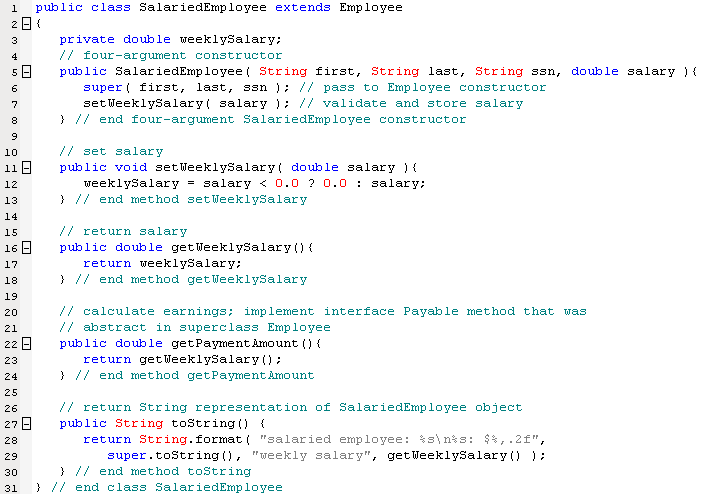 1 public class SalariedEmployee extends Employee
2 {
3 private double weeklySalary;
4 // four-argument constructor
5 public SalariedEmployee( String first, String last, String ssn, double salary ){
6 super( first, last, ssn ); // pass to Employee constructor
7 setWeeklySalary( salary ); // validate and store salary
8 } // end four-argument SalariedEmployee constructor
9
10 // set salary
11 public void setWeeklySalary( double salary ){
12 weeklySalary = salary < 0.0 ? 0.0 : salary;
13 } // end method setWeeklySalary
14
15 // return salary
16 public double getWeeklySalary(){
17 return weeklySalary;
18 } // end method getWeeklySalary
19
20 // calculate earnings; implement interface Payable method that was
21 // abstract in superclass Employee
22 public double getPaymentAmount(){
23 return getWeeklySalary();
24 } // end method getPaymentAmount
25
26 // return String representation of SalariedEmployee object
27 public String toString() {
28 return String.format( "salaried employee: %s\n%s: $%,.2f",
29 super.toString(), "weekly salary", getWeeklySalary() );
30 } // end method toString
31 } // end class SalariedEmployee